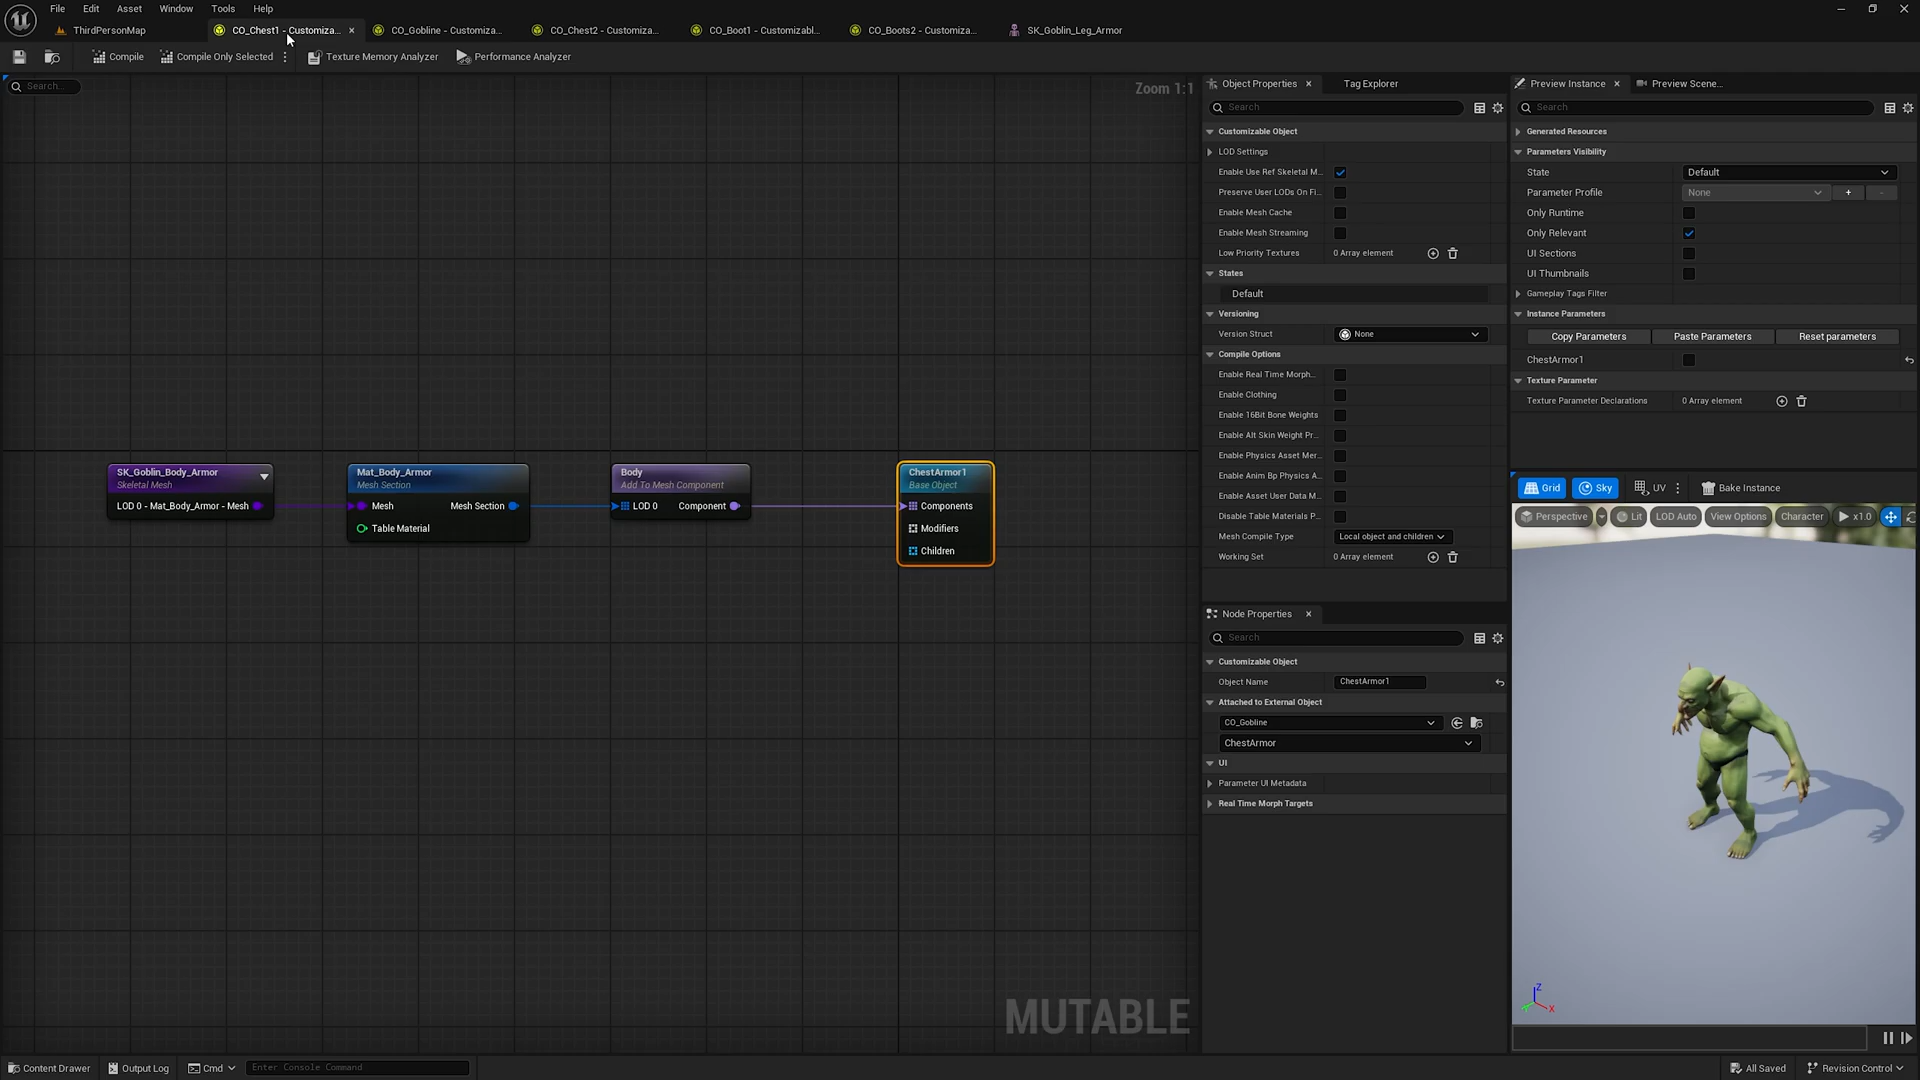 File Edit Asset Window Tools Help
ThirdPersonMap
CO_Chest1 - Customiza...
CO_Gobline - Customiza...
CO_Chest2 - Customiza...
CO_Boot1 - Customizabl...
CO_Boots2 - Customiza...
SK_Goblin_Leg_Armor
Compile
Compile Only Selected
Texture Memory Analyzer
Performance Analyzer
Search...
Zoom 1:1
SK_Goblin_Body_Armor
Skeletal Mesh
LOD 0 - Mat_Body_Armor - Mesh
Mat_Body_Armor
Mesh Section
Mesh Mesh Section
Table Material
Body
Add To Mesh Component
LOD 0 Component
ChestArmor1
Base Object
Components
Modifiers
Children
MUTABLE
Object Properties
Tag Explorer
Search
Customizable Object
LOD Settings
Enable Use Ref Skeletal M...
Preserve User LODs On Fi...
Enable Mesh Cache
Enable Mesh Streaming
Low Priority Textures 0 Array element
States
Default
Versioning
Version Struct None
Compile Options
Enable Real Time Morph...
Enable Clothing
Enable 16Bit Bone Weights
Enable Alt Skin Weight Pr...
Enable Physics Asset Mer...
Enable Anim Bp Physics A...
Enable Asset User Data M...
Disable Table Materials P...
Mesh Compile Type Local object and children
Working Set 0 Array element
Node Properties
Search
Customizable Object
Object Name ChestArmor1
Attached to External Object
CO_Gobline
ChestArmor
UI
Parameter UI Metadata
Real Time Morph Targets
Preview Instance
Preview Scene...
Search
Generated Resources
Parameters Visibility
State Default
Parameter Profile None + -
Only Runtime
Only Relevant
UI Sections
UI Thumbnails
Gameplay Tags Filter
Instance Parameters
Copy Parameters Paste Parameters Reset parameters
ChestArmor1
Texture Parameter
Texture Parameter Declarations 0 Array element
Grid Sky UV Bake Instance
Perspective Lit LOD Auto View Options Character x1.0
Z
X
Content Drawer
Output Log
Cmd
Enter Console Command
All Saved
Revision Control